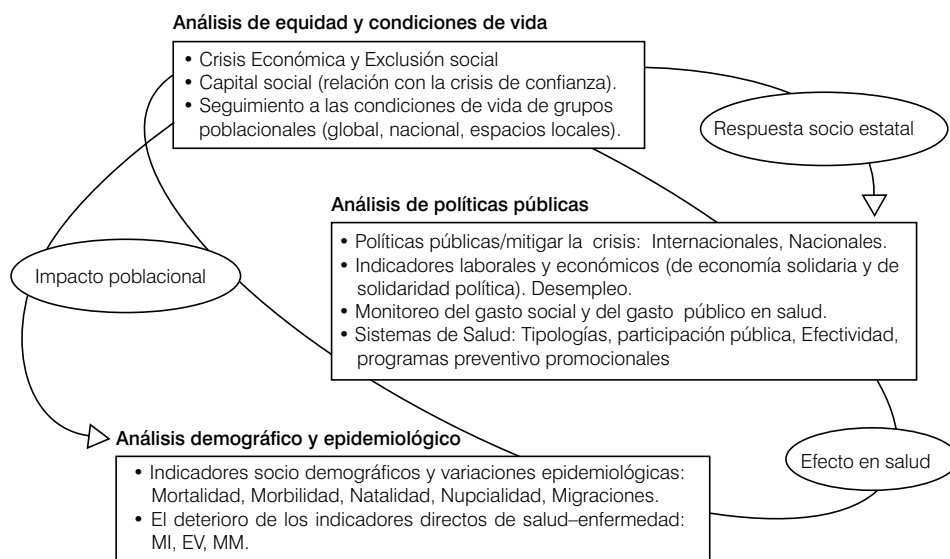 Análisis de equidad y condiciones de vida
• Crisis Económica y Exclusión social
• Capital social (relación con la crisis de confianza).
• Seguimiento a las condiciones de vida de grupos
poblacionales (global, nacional, espacios locales).
Respuesta socio estatal
Análisis de políticas públicas
• Políticas públicas/mitigar la crisis: Internacionales, Nacionales.
• Indicadores laborales y económicos (de economía solidaria y de
solidaridad política). Desempleo.
• Monitoreo del gasto social y del gasto público en salud.
• Sistemas de Salud: Tipologías, participación pública, Efectividad,
programas preventivo promocionales
Impacto poblacional
Análisis demográfico y epidemiológico
• Indicadores socio demográficos y variaciones epidemiológicas:
Mortalidad, Morbilidad, Natalidad, Nupcialidad, Migraciones.
• El deterioro de los indicadores directos de salud–enfermedad:
MI, EV, MM.
Efecto en salud